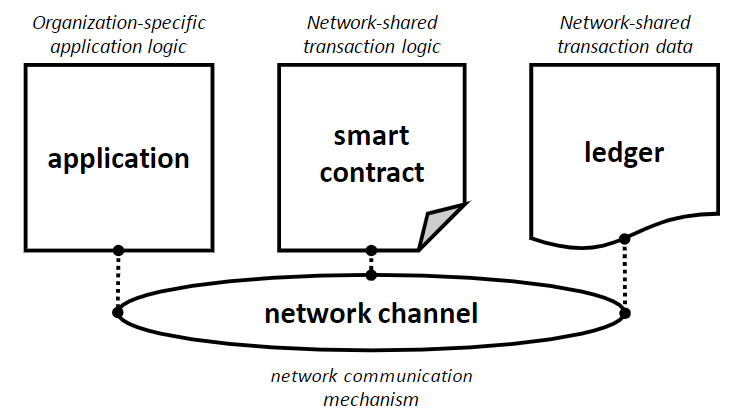 Organization-specific
application logic
Network-shared
transaction logic
Network-shared
transaction data
application
smart
contract
ledger
network channel
network communication
mechanism